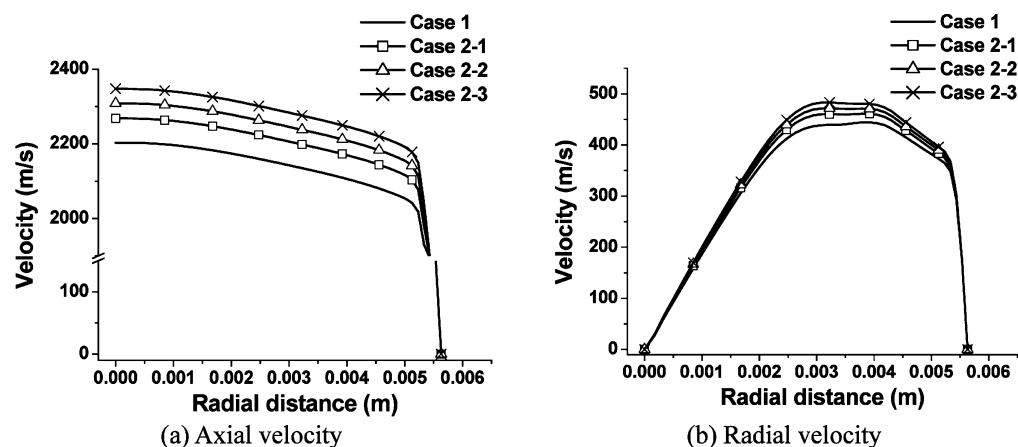 Case 1
Case 2-1
Case 2-2
Case 2-3
2400
2200
2000
100
0
Velocity (m/s)
0.000 0.001 0.002 0.003 0.004 0.005 0.006
Radial distance (m)
(a) Axial velocity
Case 1
Case 2-1
Case 2-2
Case 2-3
500
400
300
200
100
0
Velocity (m/s)
0.000 0.001 0.002 0.003 0.004 0.005 0.006
Radial distance (m)
(b) Radial velocity